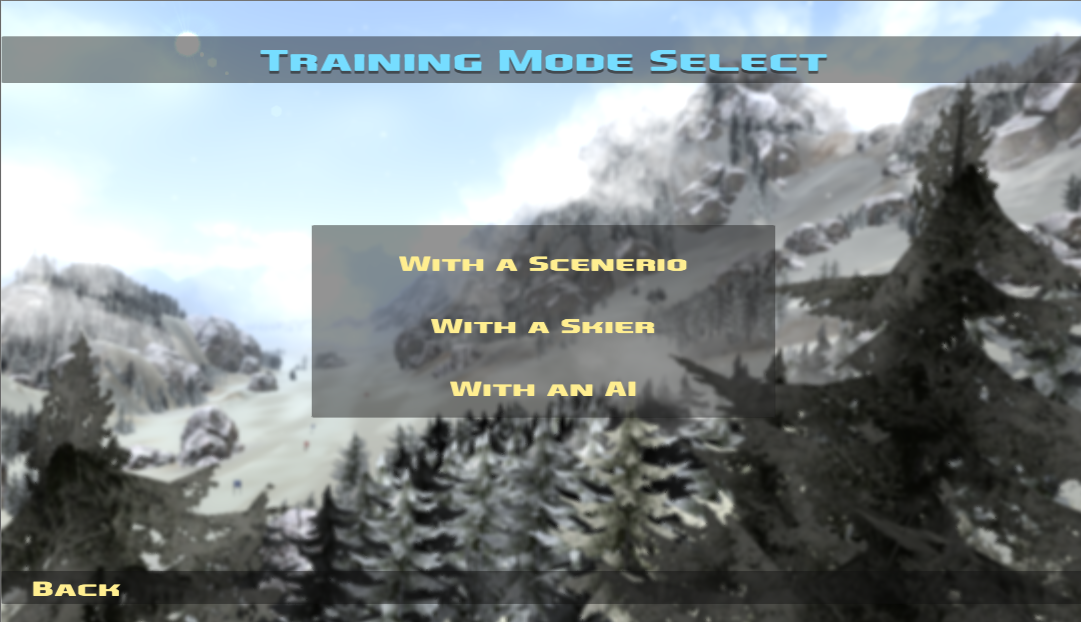 Training Mode Select
With a Scenerio
With a Skier
With an AI
Back